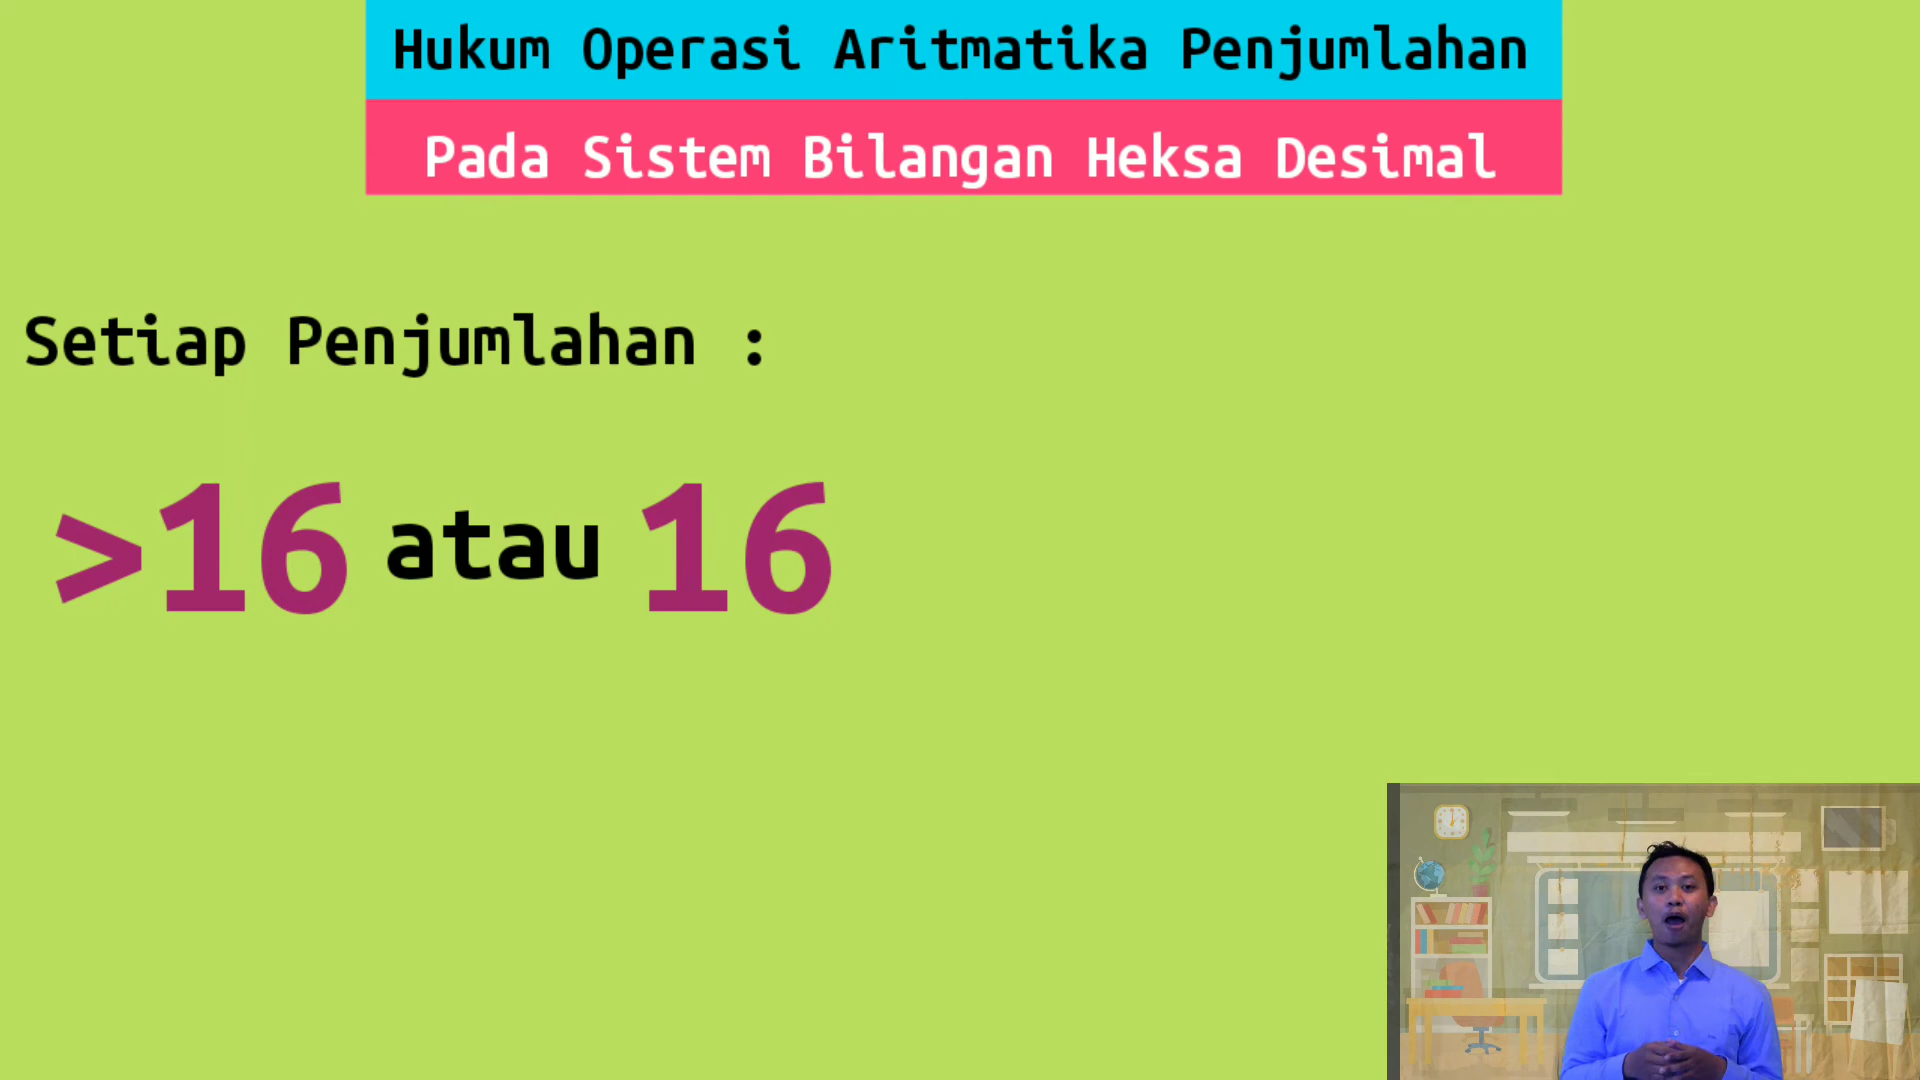 Hukum Operasi Aritmatika Penjumlahan
Pada Sistem Bilangan Heksa Desimal
Setiap Penjumlahan :
>16 atau 16